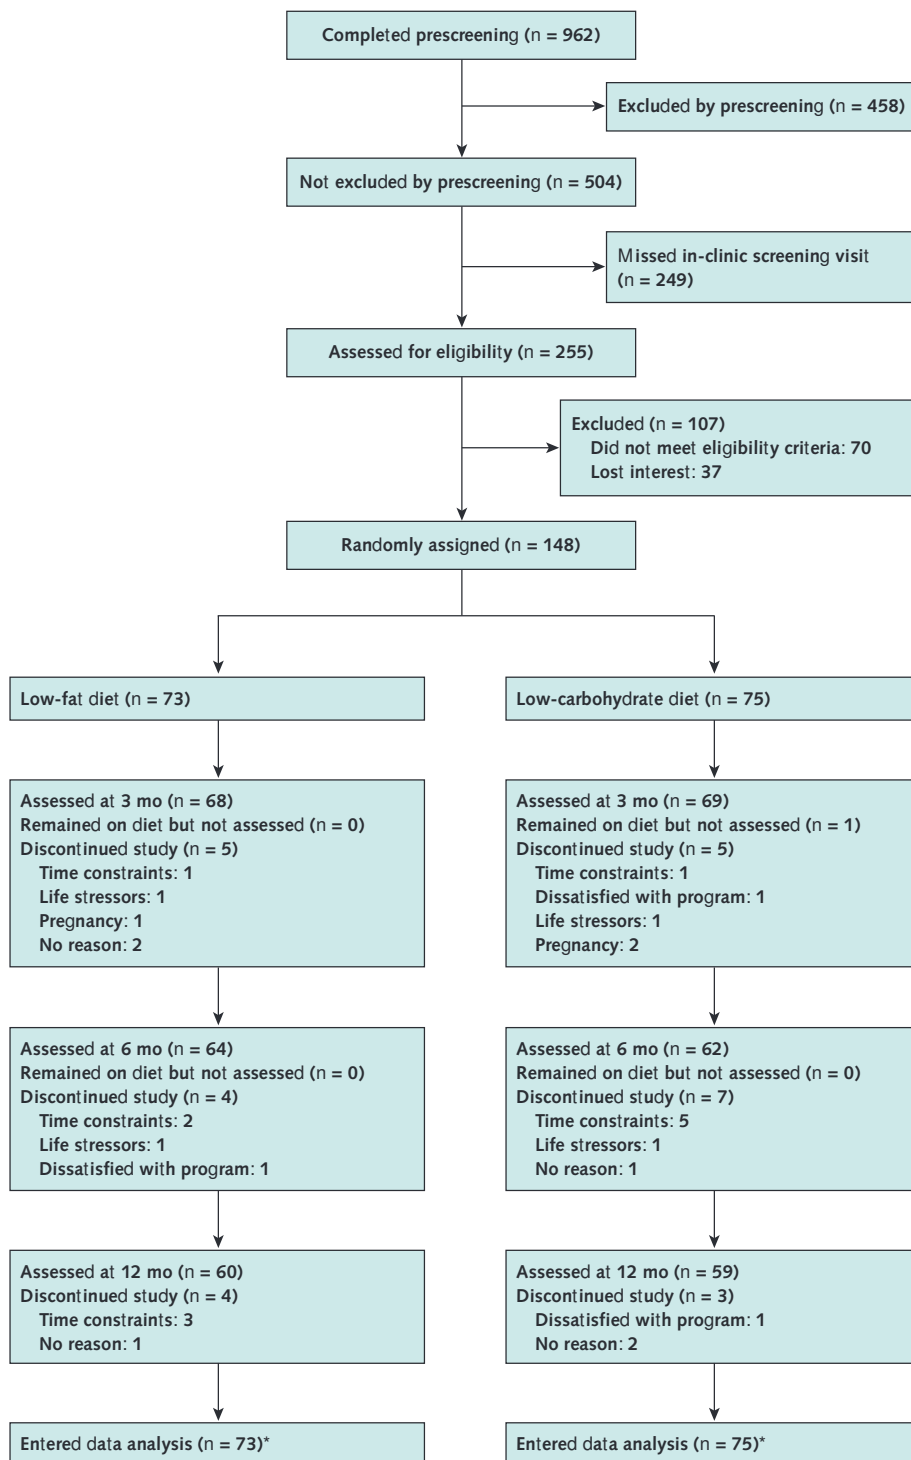 Completed prescreening (n = 962)
Excluded by prescreening (n = 458)
Not excluded by prescreening (n = 504)
Missed in-clinic screening visit
(n = 249)
Assessed for eligibility (n = 255)
Excluded (n = 107)
Did not meet eligibility criteria: 70
Lost interest: 37
Randomly assigned (n = 148)
Low-fat diet (n = 73)
Assessed at 3 mo (n = 68)
Remained on diet but not assessed (n = 0)
Discontinued study (n = 5)
Time constraints: 1
Life stressors: 1
Pregnancy: 1
No reason: 2
Assessed at 6 mo (n = 64)
Remained on diet but not assessed (n = 0)
Discontinued study (n = 4)
Time constraints: 2
Life stressors: 1
Dissatisfied with program: 1
Assessed at 12 mo (n = 60)
Discontinued study (n = 4)
Time constraints: 3
No reason: 1
Entered data analysis (n = 73)*
Low-carbohydrate diet (n = 75)
Assessed at 3 mo (n = 69)
Remained on diet but not assessed (n = 1)
Discontinued study (n = 5)
Time constraints: 1
Dissatisfied with program: 1
Life stressors: 1
Pregnancy: 2
Assessed at 6 mo (n = 62)
Remained on diet but not assessed (n = 0)
Discontinued study (n = 7)
Time constraints: 5
Life stressors: 1
No reason: 1
Assessed at 12 mo (n = 59)
Discontinued study (n = 3)
Dissatisfied with program: 1
No reason: 2
Entered data analysis (n = 75)*